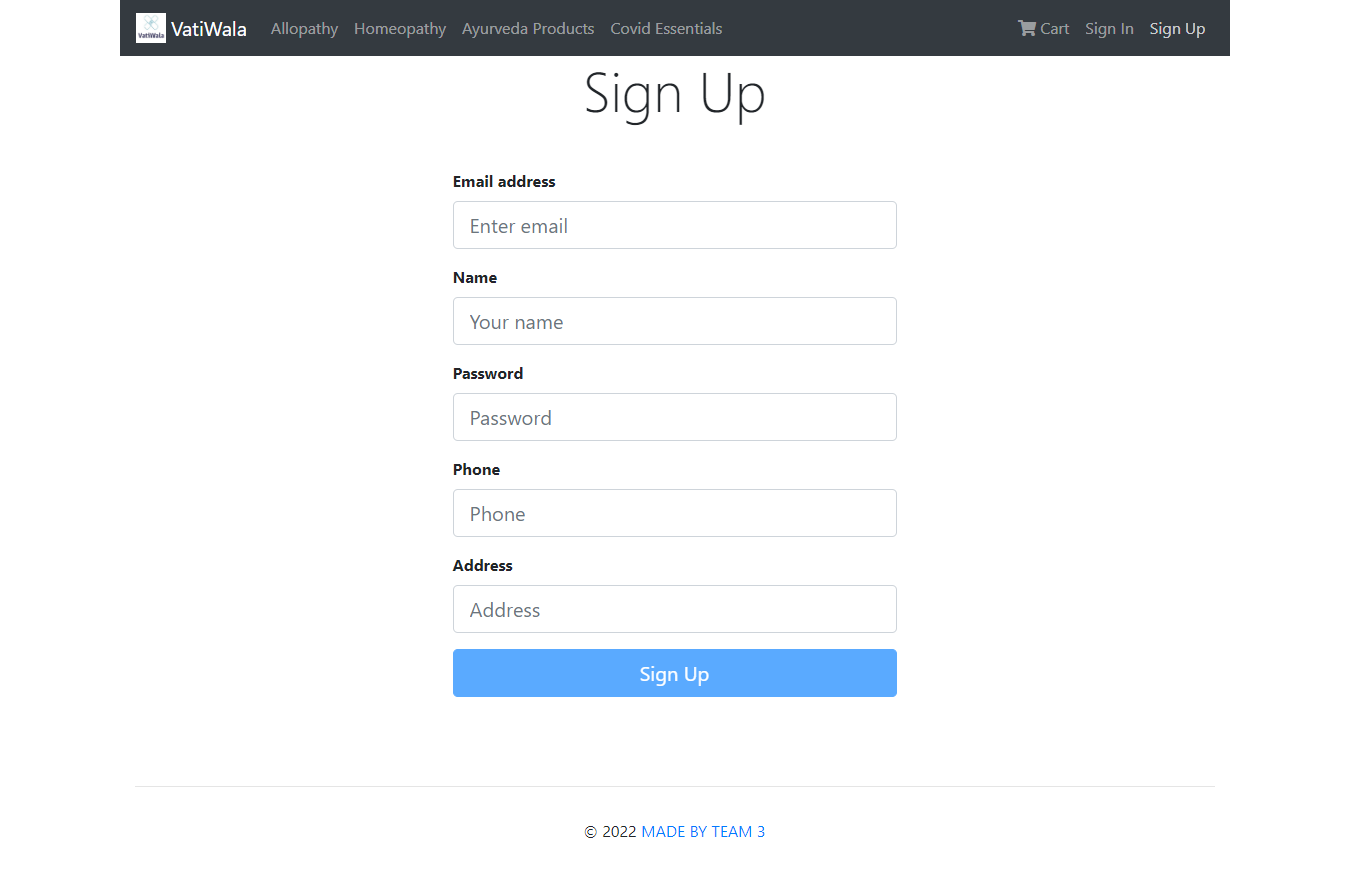 VatiWala VatiWala Allopathy Homeopathy Ayurveda Products Covid Essentials Cart Sign In Sign Up
Sign Up
Email address
Enter email
Name
Your name
Password
Password
Phone
Phone
Address
Address
Sign Up
© 2022 MADE BY TEAM 3